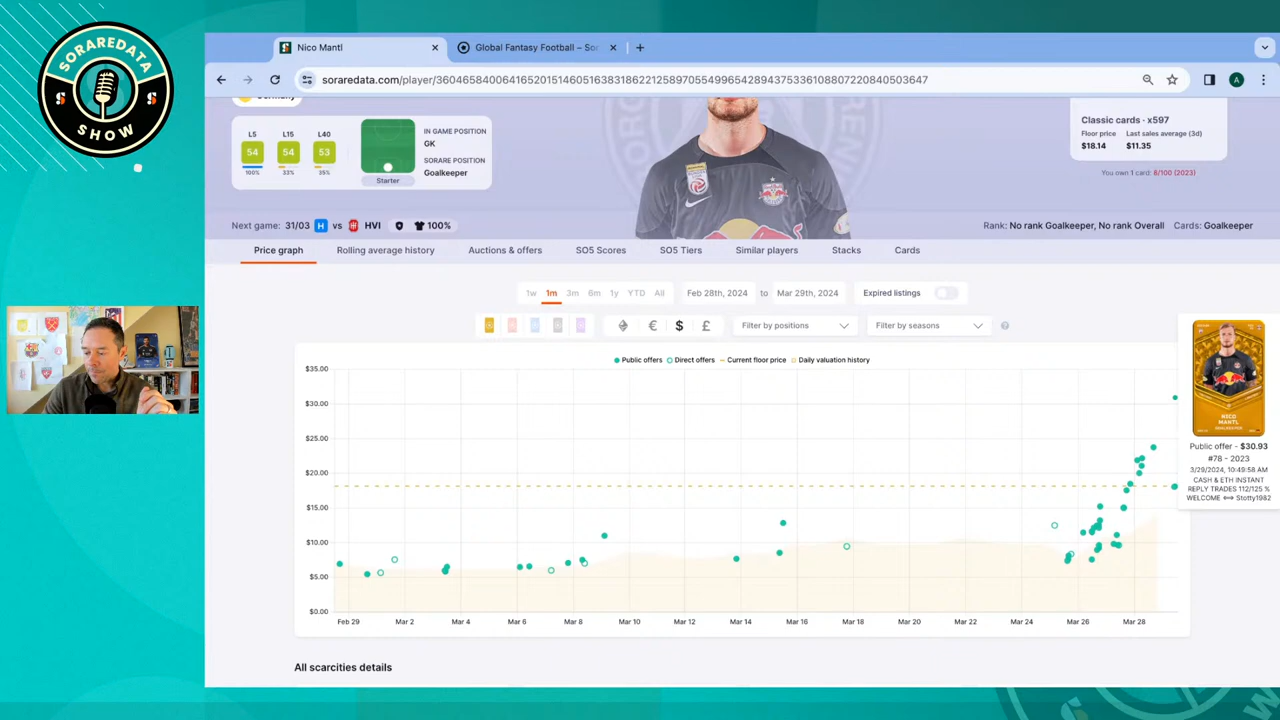 SORAREDATA
SHOW
Nico Mantl
Global Fantasy Football – So
soraredata.com/player/36046584006416520151460516383186221258970554996542894375336108807220840503647
A
Germany
L5 L15 L40
54 54 53
100% 33% 35%
Starter
IN GAME POSITION
GK
SORARE POSITION
Goalkeeper
Classic cards · x597
Floor price Last sales average (3d)
$18.14 $11.35
You own 1 card: 8/100 (2023)
Next game: 31/03 H vs HVI 100%
Rank: No rank Goalkeeper, No rank Overall Cards: Goalkeeper
Price graph Rolling average history Auctions & offers SO5 Scores SO5 Tiers Similar players Stacks Cards
1w 1m 3m 6m 1y YTD All Feb 28th, 2024 to Mar 29th, 2024 Expired listings
€ $ £ Filter by positions Filter by seasons
Public offers Direct offers Current floor price Daily valuation history
$35.00
$30.00
$25.00
$20.00
$15.00
$10.00
$5.00
$0.00
Feb 29 Mar 2 Mar 4 Mar 6 Mar 8 Mar 10 Mar 12 Mar 14 Mar 16 Mar 18 Mar 20 Mar 22 Mar 24 Mar 26 Mar 28
NICO
MANTL
GOALKEEPER
Public offer - $30.93
#78 - 2023
3/29/2024, 10:49:58 AM
CASH & ETH INSTANT
REPLY TRADES 112/125 %
WELCOME ⟺ Stotty1982
All scarcities details